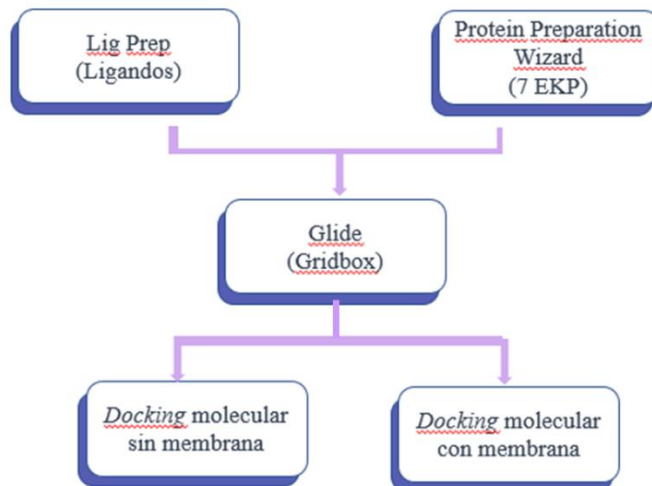 Lig Prep
(Ligandos)
Protein Preparation
Wizard
(7 EKP)
Glide
(Gridbox)
Docking molecular
sin membrana
Docking molecular
con membrana